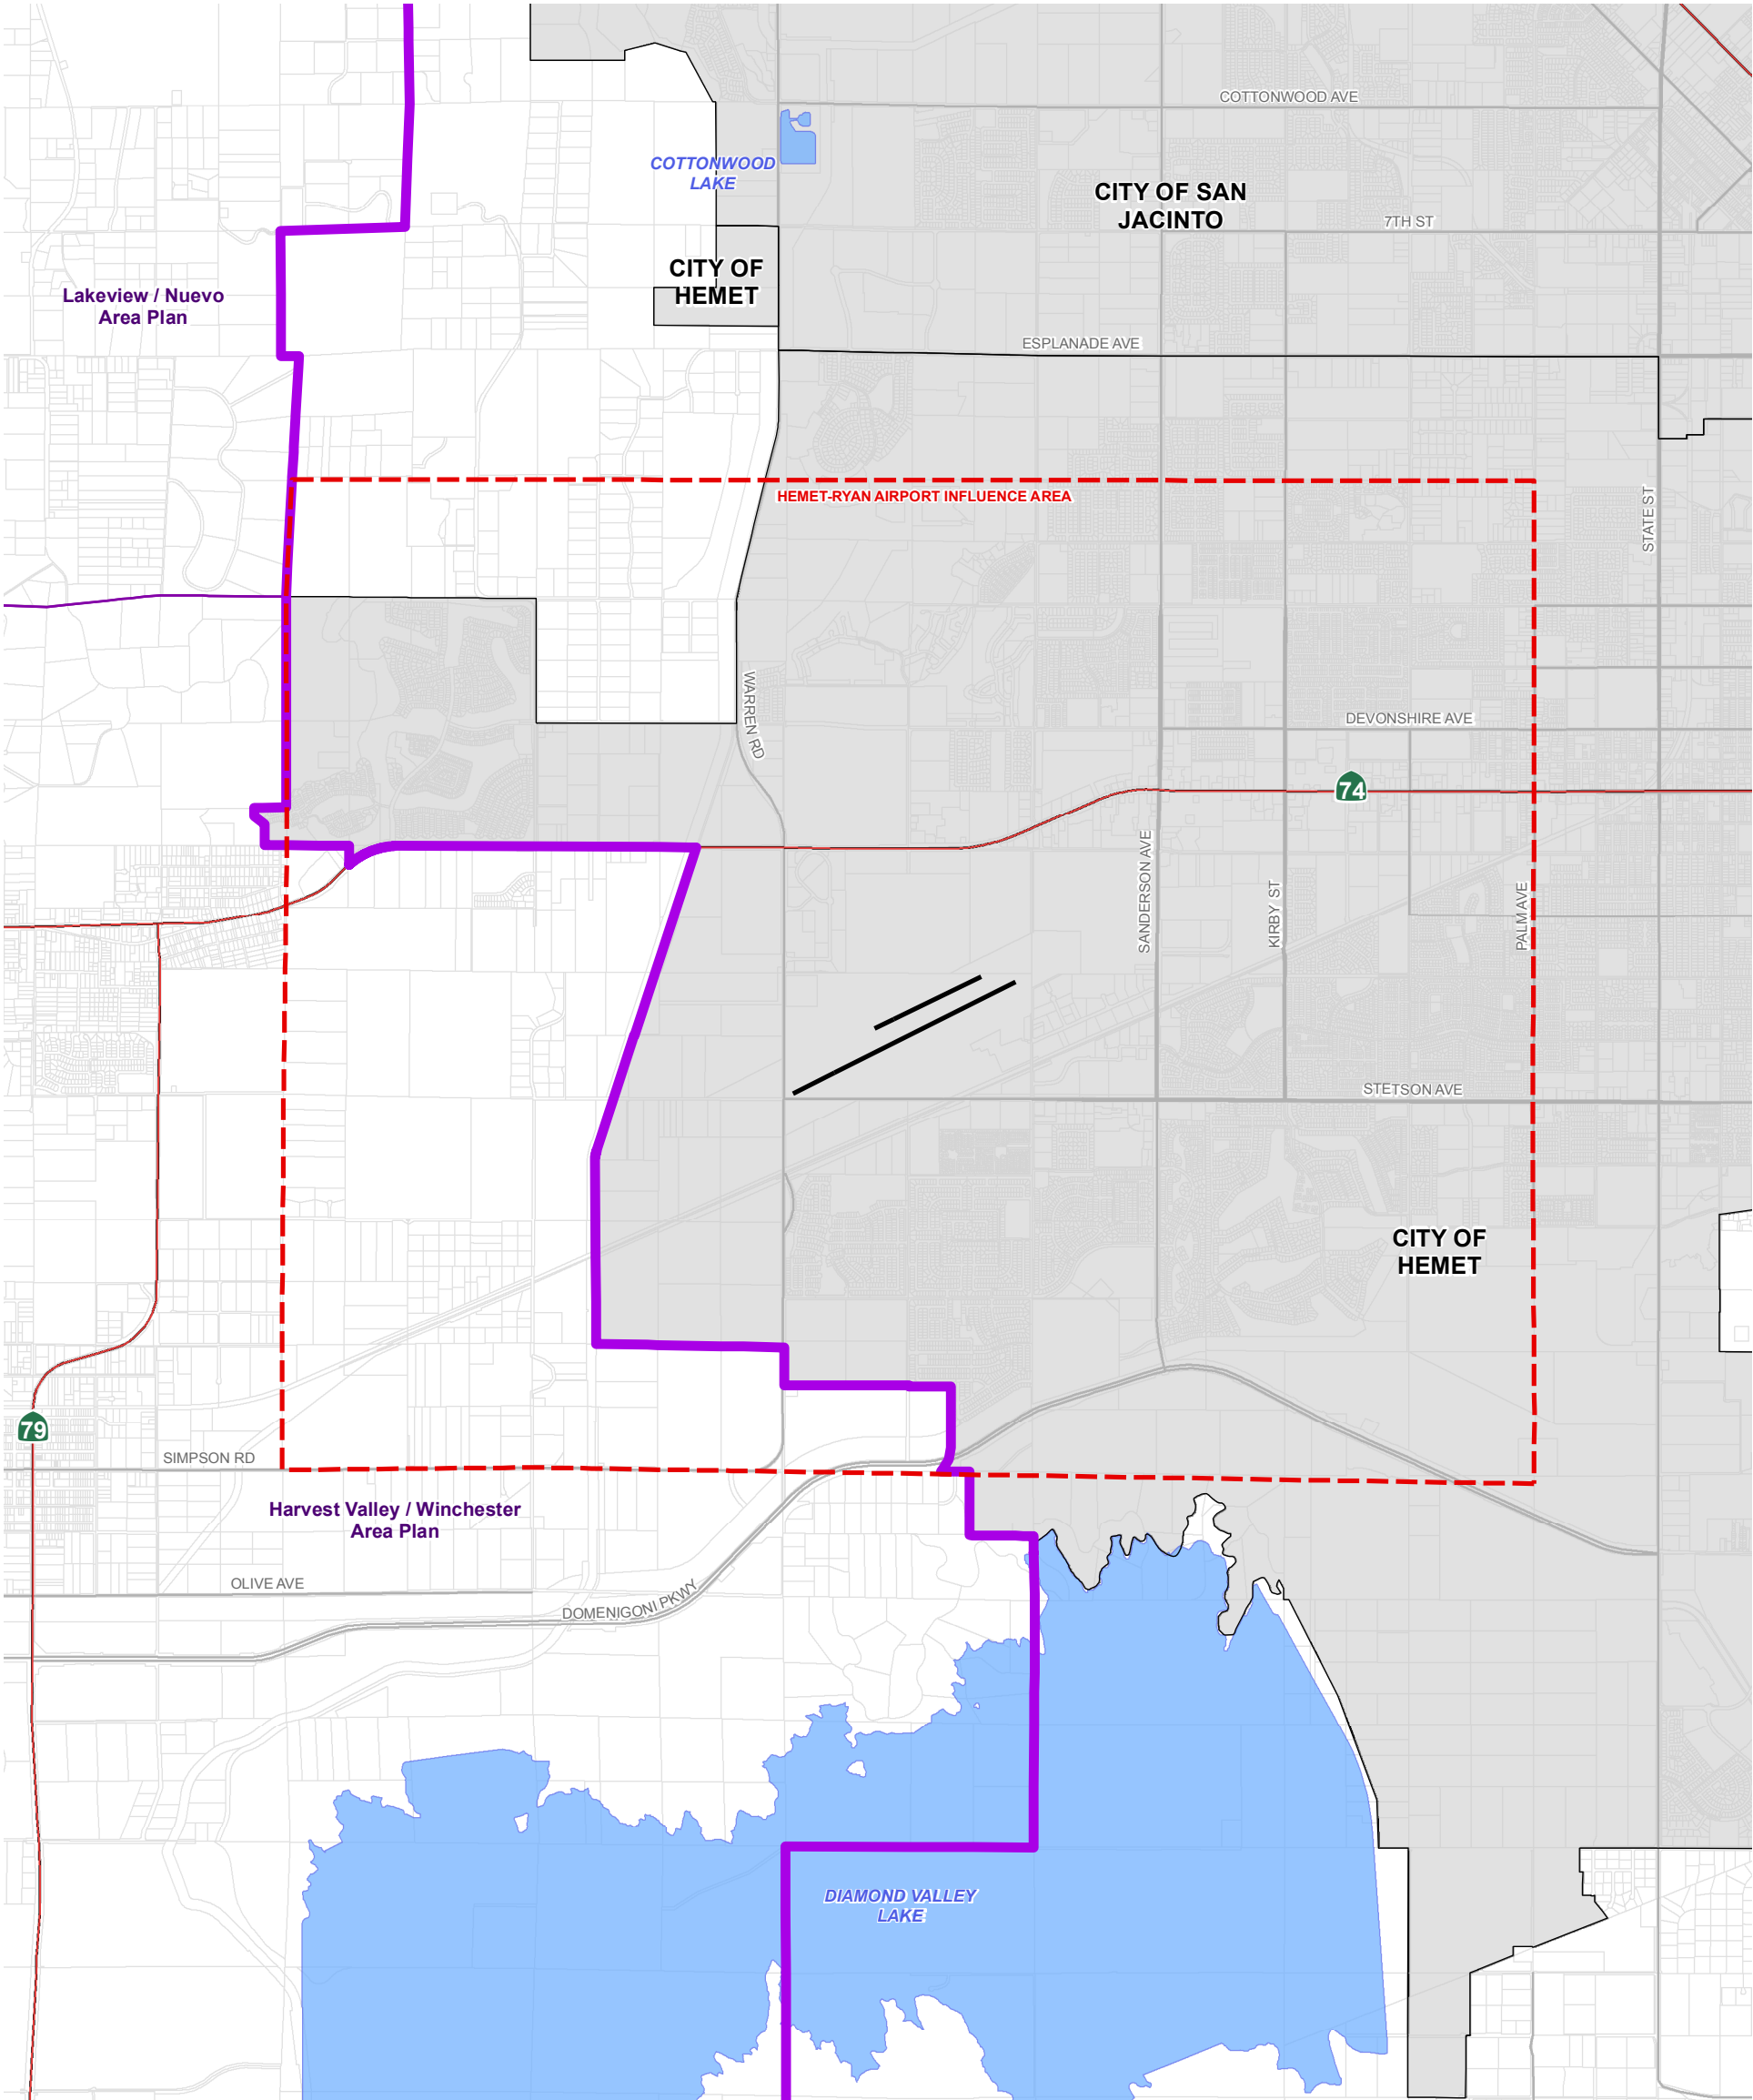 COTTONWOOD AVE
COTTONWOOD
LAKE
CITY OF SAN
JACINTO
7TH ST
CITY OF
HEMET
Lakeview / Nuevo
Area Plan
ESPLANADE AVE
HEMET-RYAN AIRPORT INFLUENCE AREA
STATE ST
WARREN RD
DEVONSHIRE AVE
74
SANDERSON AVE
KIRBY ST
PALM AVE
STETSON AVE
CITY OF
HEMET
79
SIMPSON RD
Harvest Valley / Winchester
Area Plan
OLIVE AVE
DOMENIGONI PKWY
DIAMOND VALLEY
LAKE